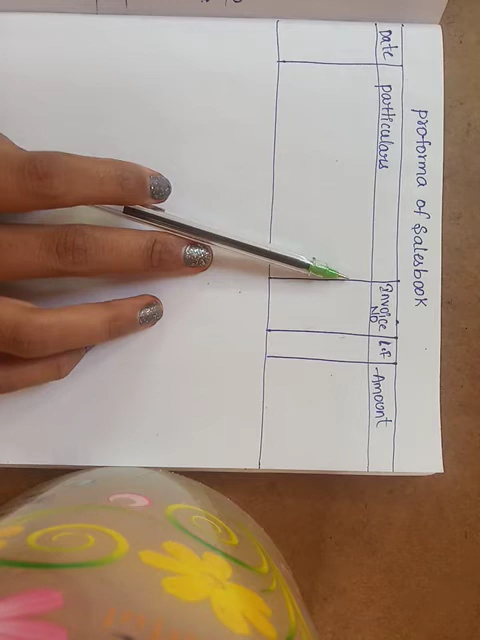 proforma of Salesbook
Date particulars Invoice No L.F Amount